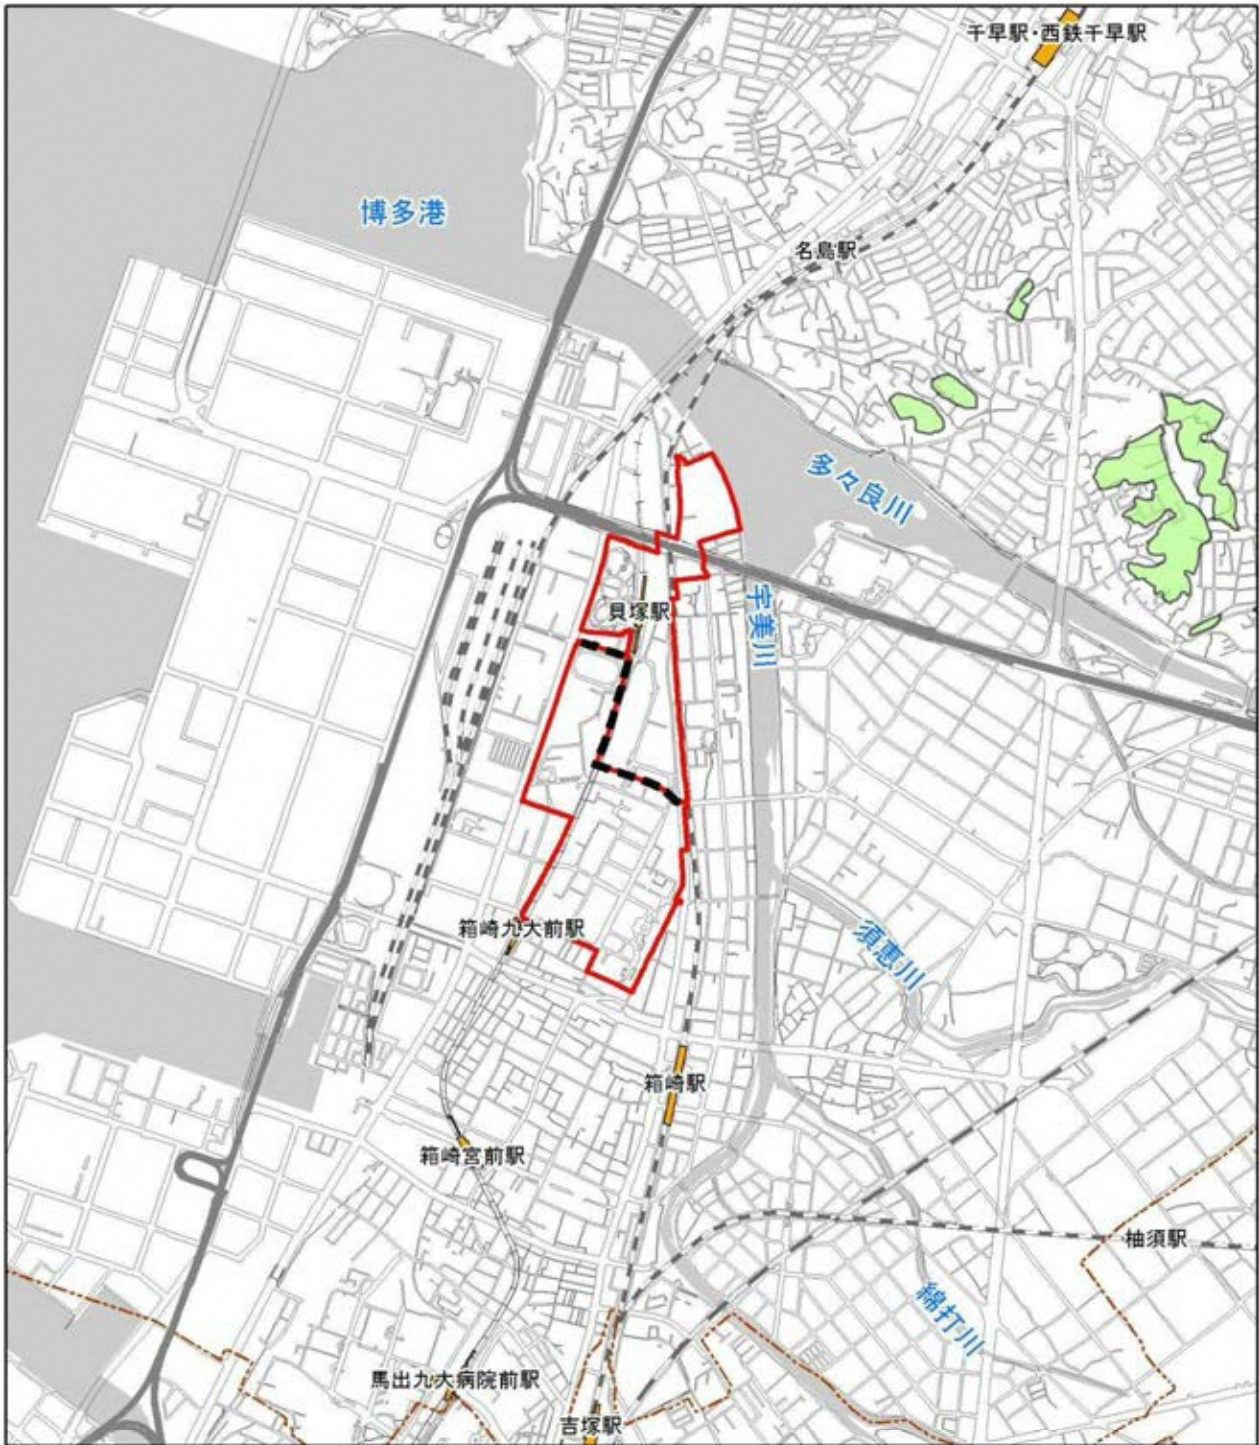 千早駅・西鉄千早駅
博多港
名島駅
多々良川
貝塚駅
宇美川
箱崎九大前駅
須恵川
箱崎駅
箱崎宮前駅
柚須駅
綿打川
馬出九大病院前駅
吉塚駅